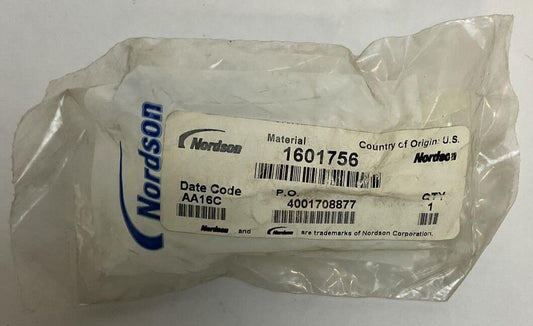 Nordson
Nordson
Material
1601756
Country of Origin: U.S.
Nordson
Date Code
AA16C
P.O.
4001708877
QTY
1
Nordson and Nordson are trademarks of Nordson Corporation.